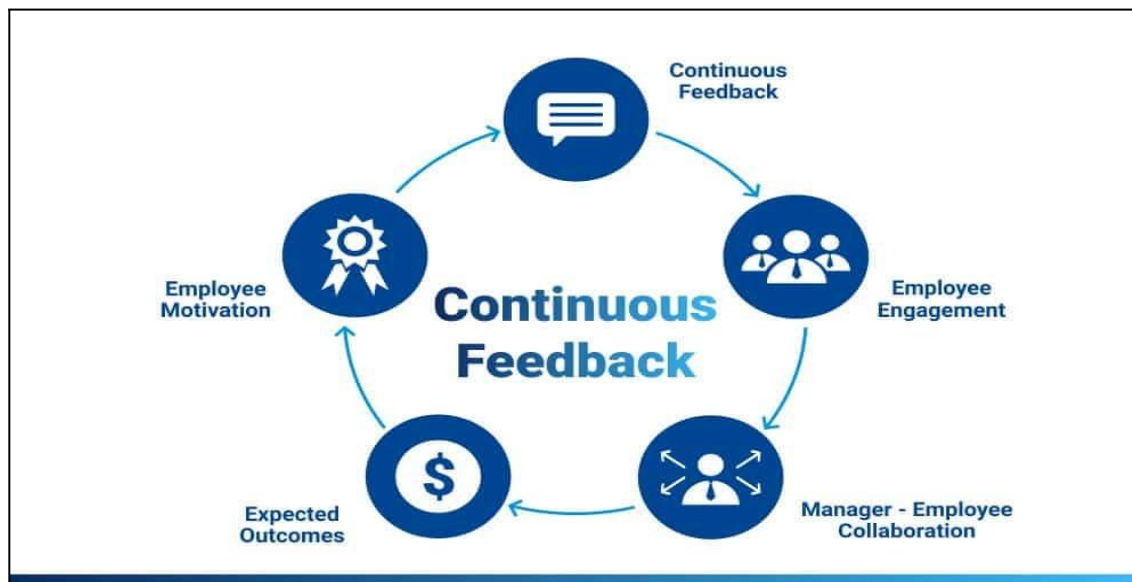 Continuous
Feedback
Employee
Engagement
Manager - Employee
Collaboration
$
Expected
Outcomes
Employee
Motivation
Continuous
Feedback